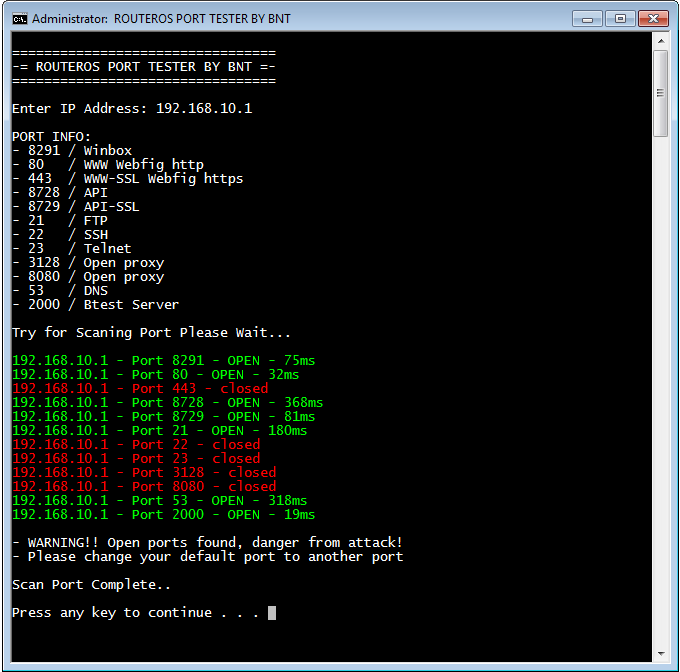 Administrator:  ROUTEROS PORT TESTER BY BNT
=================================
-= ROUTEROS PORT TESTER BY BNT =-
=================================
Enter IP Address: 192.168.10.1
PORT INFO:
- 8291 / Winbox
- 80   / WWW Webfig http
- 443  / WWW-SSL Webfig https
- 8728 / API
- 8729 / API-SSL
- 21   / FTP
- 22   / SSH
- 23   / Telnet
- 3128 / Open proxy
- 8080 / Open proxy
- 53   / DNS
- 2000 / Btest Server
Try for Scaning Port Please Wait...
192.168.10.1 - Port 8291 - OPEN - 75ms
192.168.10.1 - Port 80 - OPEN - 32ms
192.168.10.1 - Port 443 - closed
192.168.10.1 - Port 8728 - OPEN - 368ms
192.168.10.1 - Port 8729 - OPEN - 81ms
192.168.10.1 - Port 21 - OPEN - 180ms
192.168.10.1 - Port 22 - closed
192.168.10.1 - Port 23 - closed
192.168.10.1 - Port 3128 - closed
192.168.10.1 - Port 8080 - closed
192.168.10.1 - Port 53 - OPEN - 318ms
192.168.10.1 - Port 2000 - OPEN - 19ms
- WARNING!! Open ports found, danger from attack!
- Please change your default port to another port
Scan Port Complete..
Press any key to continue . . .